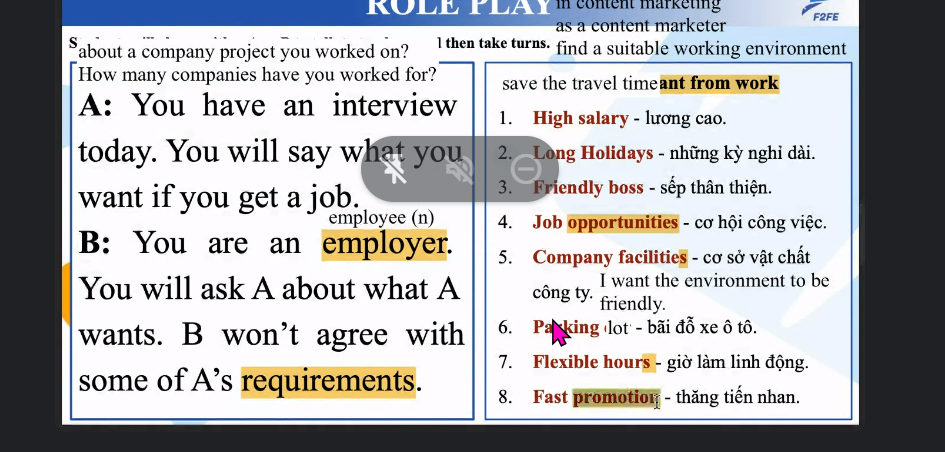 ROLE PLAY
in content marketing
as a content marketer
F2FE
then take turns.
find a suitable working environment
about a company project you worked on?
How many companies have you worked for?
A: You have an interview
today. You will say what you
want if you get a job.
employee (n)
B: You are an employer.
You will ask A about what A
wants. B won't agree with
some of A's requirements.
save the travel time
ant from work
1. High salary - lương cao.
2. Long Holidays - những kỳ nghỉ dài.
3. Friendly boss - sếp thân thiện.
4. Job opportunities - cơ hội công việc.
5. Company facilities - cơ sở vật chất
công ty.
I want the environment to be
friendly.
6. Parking lot - bãi đỗ xe ô tô.
7. Flexible hours - giờ làm linh động.
8. Fast promotion - thăng tiến nhan.